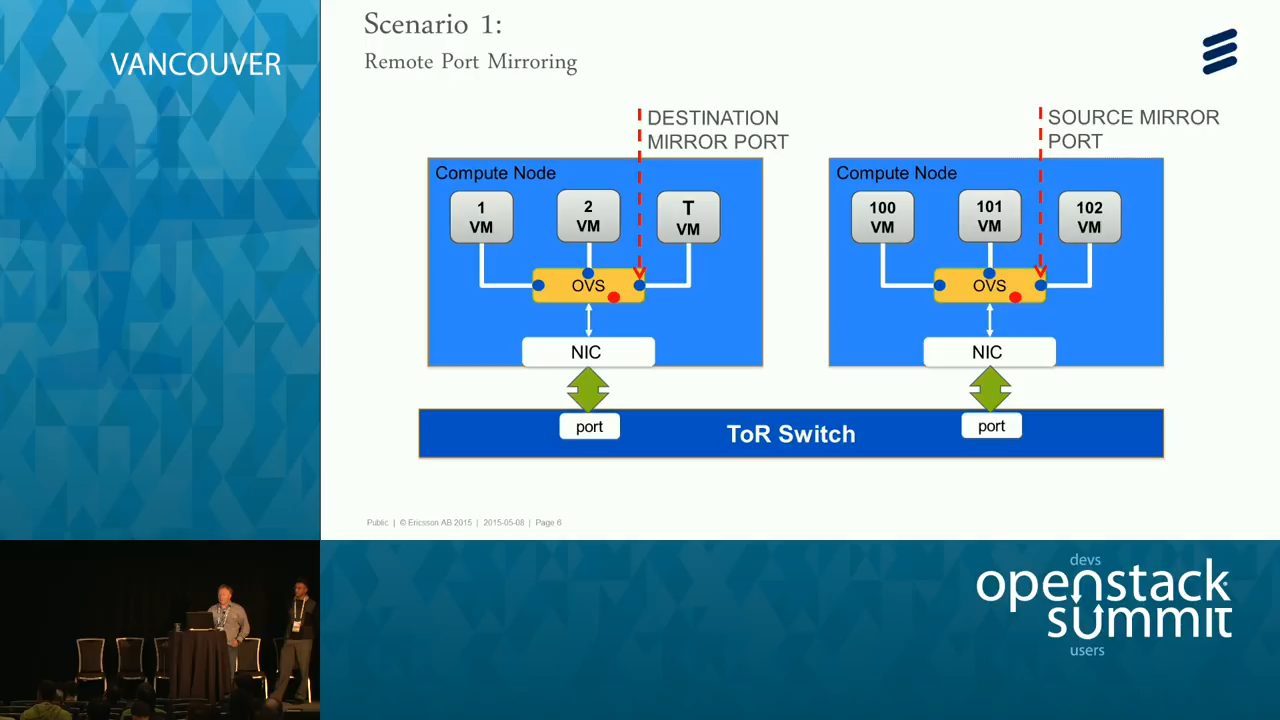 VANCOUVER
Scenario 1:
Remote Port Mirroring
DESTINATION
MIRROR PORT
SOURCE MIRROR
PORT
Compute Node
1
VM
2
VM
T
VM
OVS
NIC
Compute Node
100
VM
101
VM
102
VM
OVS
NIC
port
ToR Switch
port
Public | © Ericsson AB 2015 | 2015-05-08 | Page 6
devs
openstack
summit
users